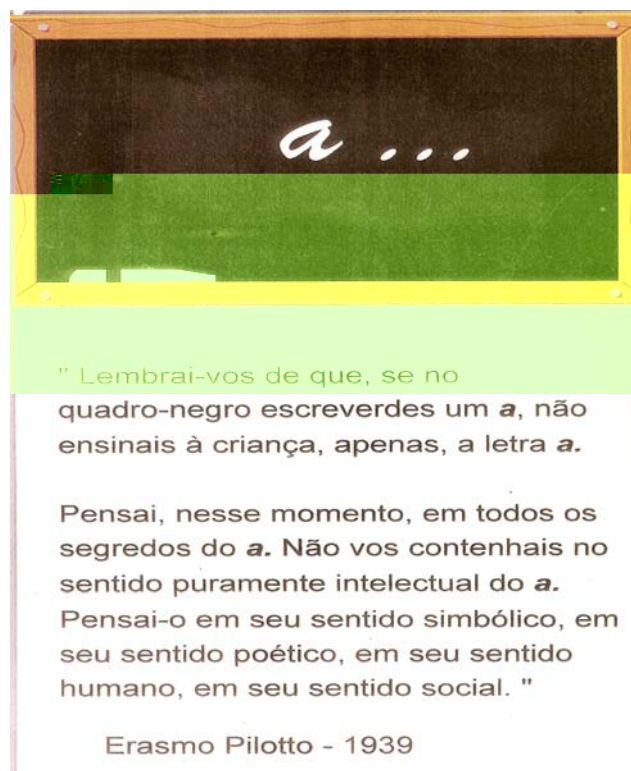 a ...
" Lembrai-vos de que, se no
quadro-negro escreverdes um a, não
ensinais à criança, apenas, a letra a.
Pensai, nesse momento, em todos os
segredos do a. Não vos contenhais no
sentido puramente intelectual do a.
Pensai-o em seu sentido simbólico, em
seu sentido poético, em seu sentido
humano, em seu sentido social. "
Erasmo Pilotto - 1939